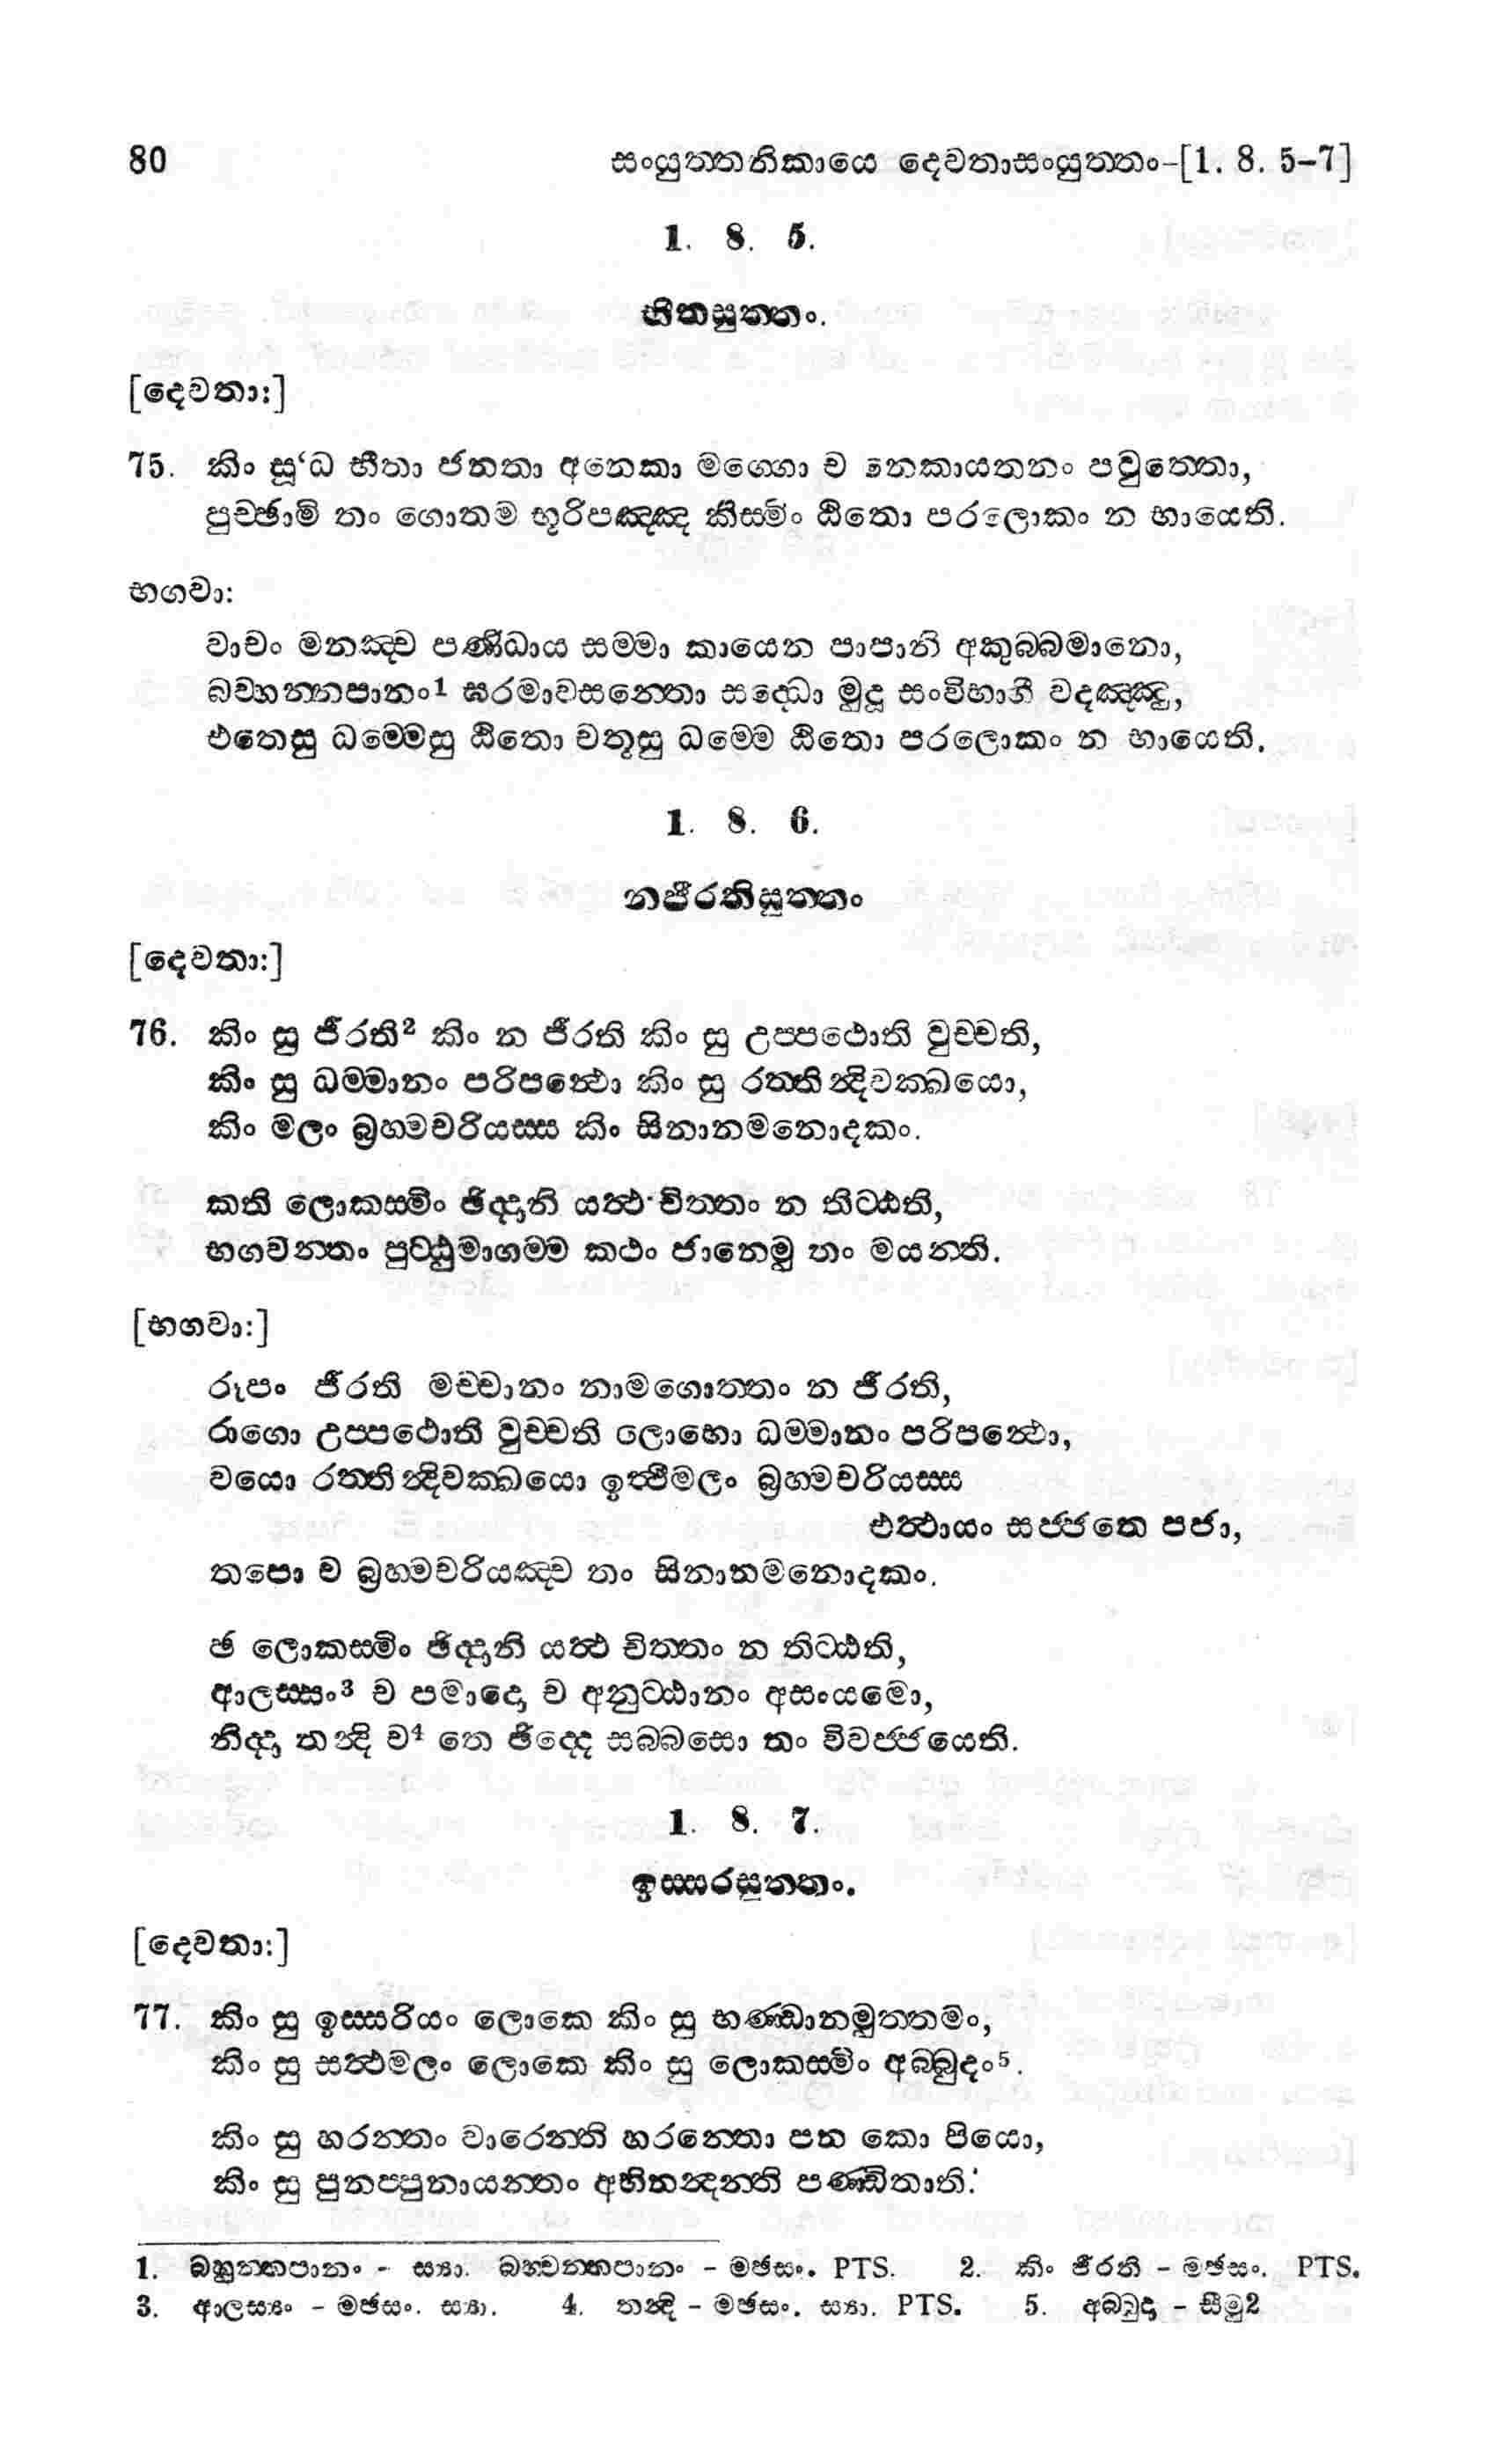 80 සංයුත්තනිකායෙ දෙවතාසංයුත්තං-[1. 8. 5-7]
1. 8. 5.
භීතසුත්තං.
[දෙවතා:]
75. කිං සූ‘ධ භීතා ජනතා අනෙකා මග්ගො ච නෙකායතනං පවුත්තො,
පුච්ඡාමි තං ගොතම භූරිපඤ්ඤ කිස්මිං ඨිතො පරලොකං න භායෙති.
භගවා:
වාචං මනඤ්ච පණිධාය සම්මා කායෙන පාපානි අකුබ්බමානො,
බව්හන්නපානං1 ඝරමාවසන්තො සද්ධො මුදූ සංවිභාගී වදඤ්ඤු,
එතෙසු ධම්මෙසු ඨිතො චතුසු ධම්මෙ ඨිතො පරලොකං න භායෙති.
1. 8. 6.
නජීරතිසුත්තං
[දෙවතා:]
76. කිං සු ජීරති2 කිං න ජීරති කිං සු උප්පථොති වුච්චති,
කිං සු ධම්මානං පරිපන්ථො කිං සු රත්තින්දිවක්ඛයො,
කිං මලං බ්‍රහ්මචරියස්ස කිං සිනානමනොදකං.
කති ලොකස්මිං ඡිද්දානි යත්ථ චිත්තං න තිට්ඨති,
භගවන්තං පුට්ඨුමාගම්ම කථං ජානෙමු තං මයන්ති.
[භගවා:]
රූපං ජීරති මච්චානං නාමගොත්තං න ජීරති,
රාගො උප්පථොති වුච්චති ලොභො ධම්මානං පරිපන්ථො,
වයො රත්තින්දිවක්ඛයො ඉත්ථිමලං බ්‍රහ්මචරියස්ස
එත්ථායං සජ්ජතෙ පජා,
තපො ච බ්‍රහ්මචරියඤ්ච තං සිනානමනොදකං.
ඡ ලොකස්මිං ඡිද්දානි යත්ථ චිත්තං න තිට්ඨති,
ආලස්සං3 ච පමාදො ච අනුට්ඨානං අසංයමො,
නිද්දා තන්දි ච4 තෙ ඡිද්දෙ සබ්බසො තං විවජ්ජයෙති.
1. 8. 7.
ඉස්සරසුත්තං.
[දෙවතා:]
77. කිං සු ඉස්සරියං ලොකෙ කිං සු භණ්ඩානමුත්තමං,
කිං සු සත්ථමලං ලොකෙ කිං සු ලොකස්මිං අබ්බුදං5.
කිං සු හරන්තං වාරෙන්ති හරන්තො පන කො පියො,
කිං සු පුනප්පුනායන්තං අභිනන්දන්ති පණ්ඩිතාති.
1. බහුන්නපානං - ස්‍යා. බහ්වන්නපානං - මඡසං. PTS. 2. කිං ජීරති - මඡසං. PTS.
3. ආලස්‍යං - මඡසං. ස්‍යා. 4. තන්දි - මඡසං. ස්‍යා. PTS. 5. අබ්බුදා - සීමු2